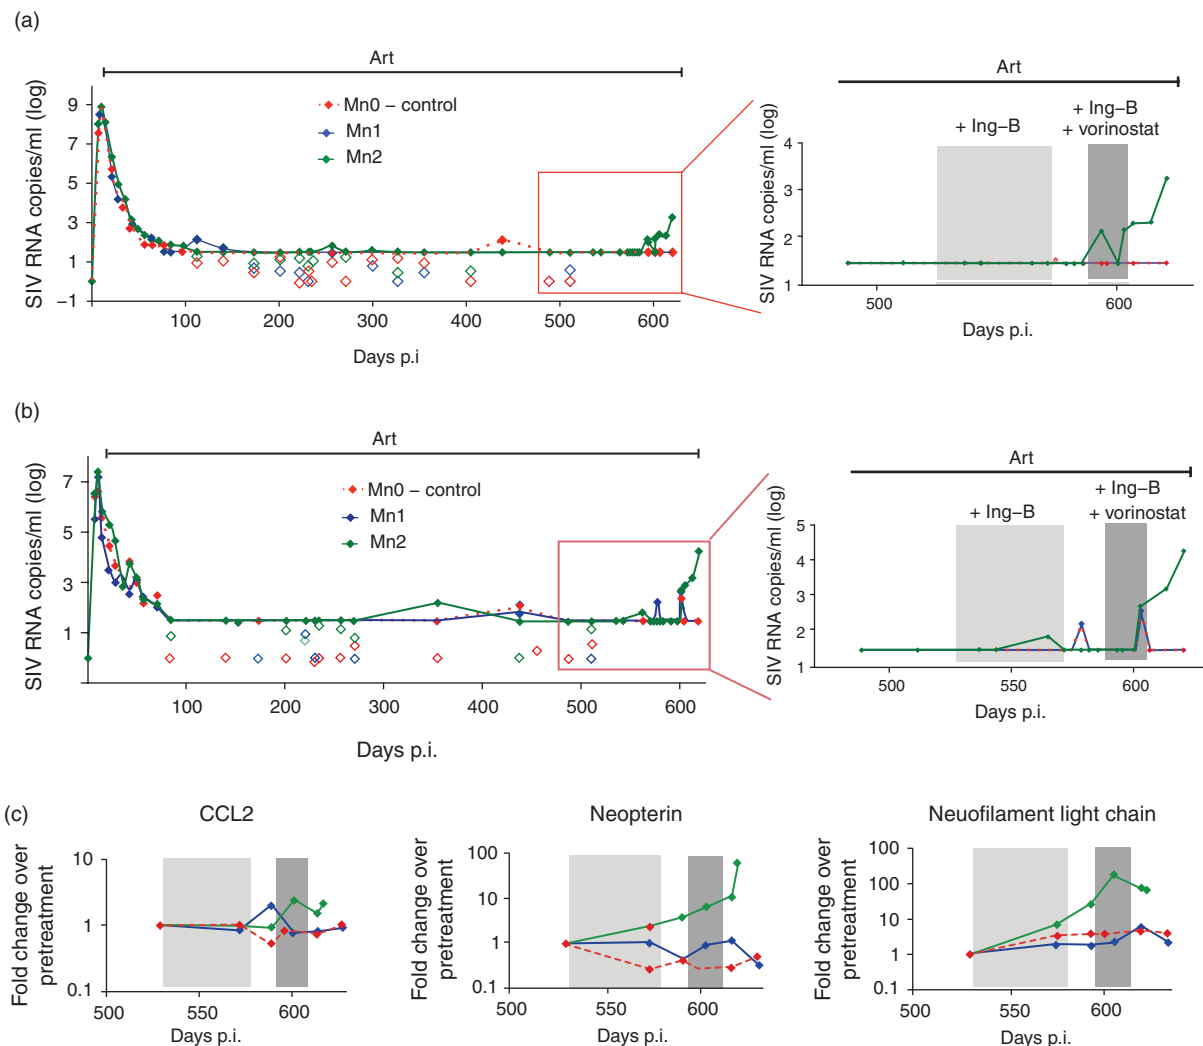 (a)
Art
SIV RNA copies/ml (log)
9
7
5
3
1
−1
Mn0 – control
Mn1
Mn2
100
200
300
400
500
600
Days p.i
Art
+ Ing–B
+ Ing–B
+ vorinostat
SIV RNA copies/ml (log)
4
3
2
1
500
600
Days p.i.
(b)
Art
SIV RNA copies/ml (log)
7
5
3
1
Mn0 – control
Mn1
Mn2
100
200
300
400
500
600
Days p.i.
Art
+ Ing–B
+ Ing–B
+ vorinostat
SIV RNA copies/ml (log)
5
4
3
2
1
500
550
600
Days p.i.
(c)
CCL2
Fold change over
pretreatment
10
1
0.1
500
550
600
Days p.i.
Neopterin
Fold change over
pretreatment
100
10
1
0.1
500
550
600
Days p.i.
Neuofilament light chain
Fold change over
pretreatment
100
100
10
1
0.1
500
550
600
Days p.i.